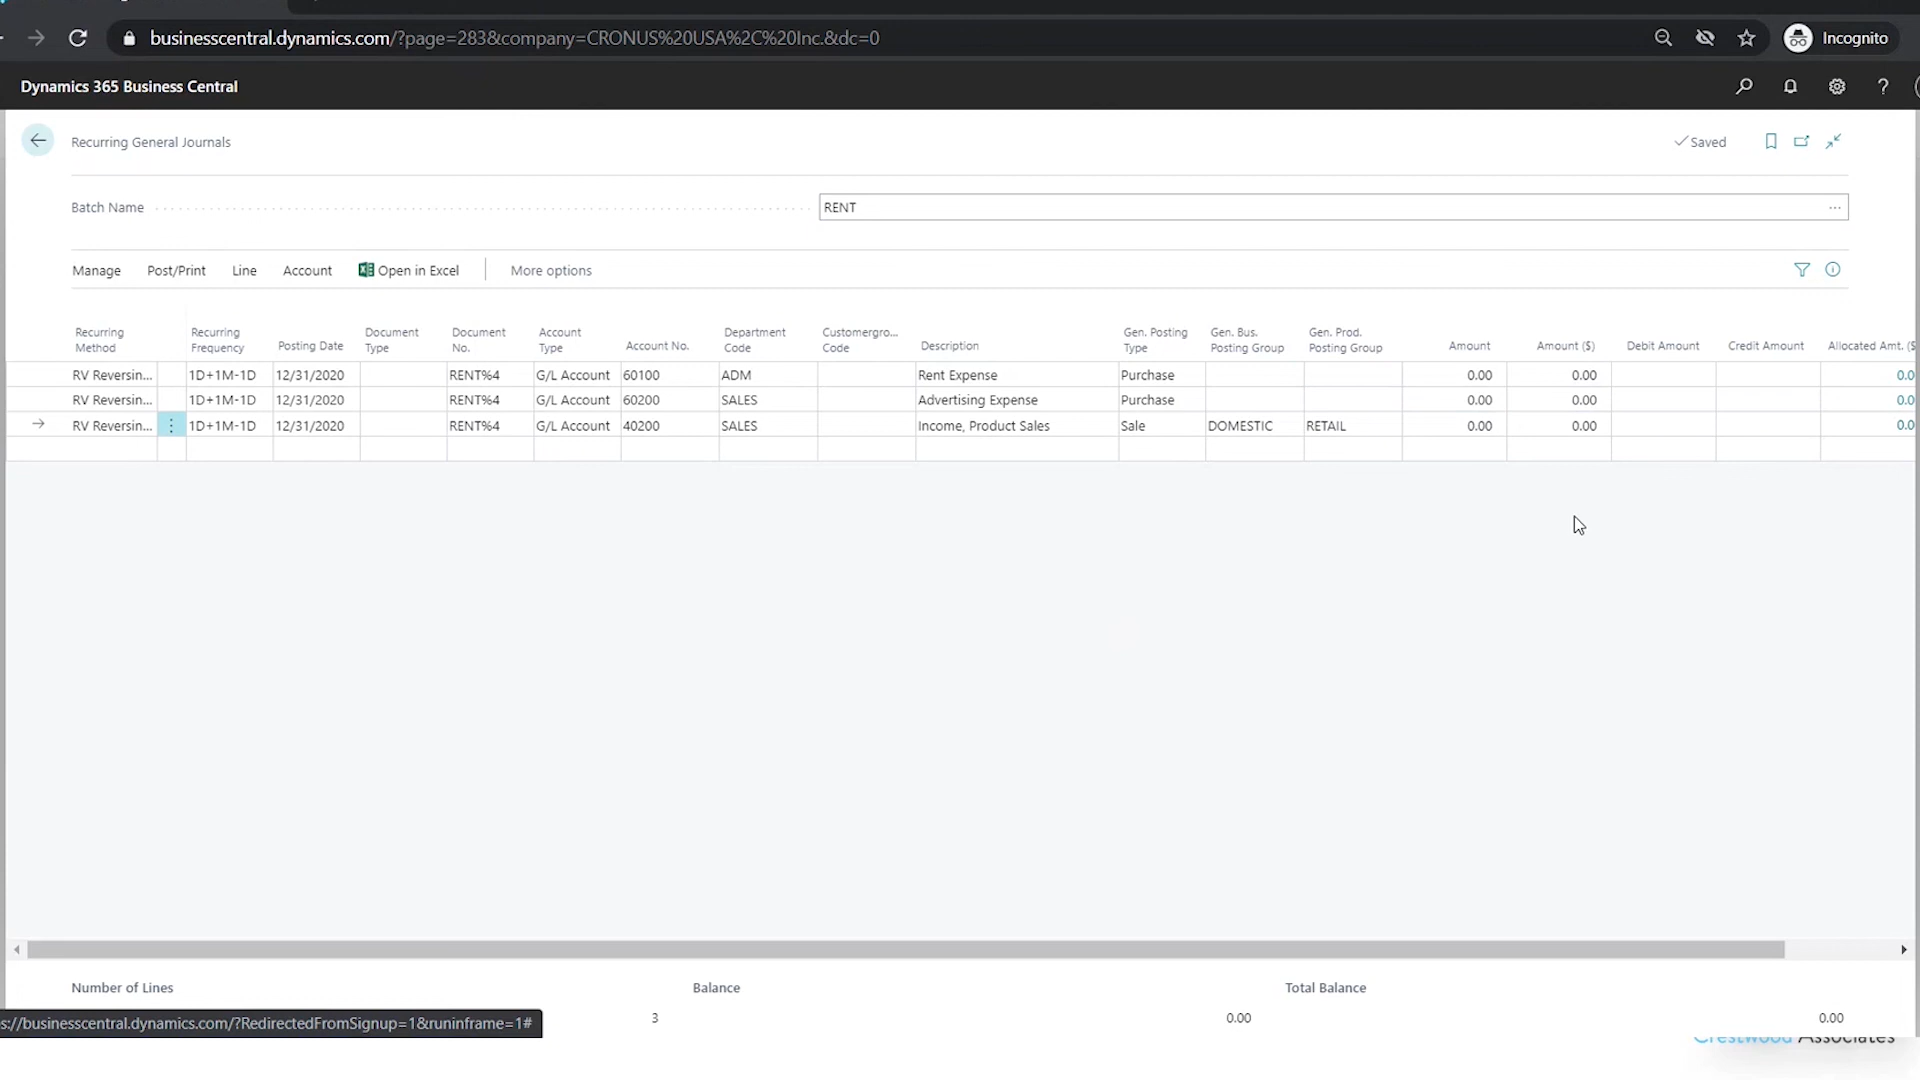 businesscentral.dynamics.com/?page=283&company=CRONUS%20USA%2C%20Inc.&dc=0
Incognito
Dynamics 365 Business Central
?
Recurring General Journals
Saved
Batch Name
RENT
...
Manage Post/Print Line Account Open in Excel More options
Recurring Method Recurring Frequency Posting Date Document Type Document No. Account Type Account No. Department Code Customergro... Code Description Gen. Posting Type Gen. Bus. Posting Group Gen. Prod. Posting Group Amount Amount ($) Debit Amount Credit Amount Allocated Amt. ($
RV Reversin... 1D+1M-1D 12/31/2020 RENT%4 G/L Account 60100 ADM Rent Expense Purchase 0.00 0.00 0.0
RV Reversin... 1D+1M-1D 12/31/2020 RENT%4 G/L Account 60200 SALES Advertising Expense Purchase 0.00 0.00 0.0
RV Reversin... 1D+1M-1D 12/31/2020 RENT%4 G/L Account 40200 SALES Income, Product Sales Sale DOMESTIC RETAIL 0.00 0.00 0.0
Number of Lines Balance Total Balance
3 0.00 0.00
s://businesscentral.dynamics.com/?RedirectedFromSignup=1&runinframe=1#
Crestwood Associates